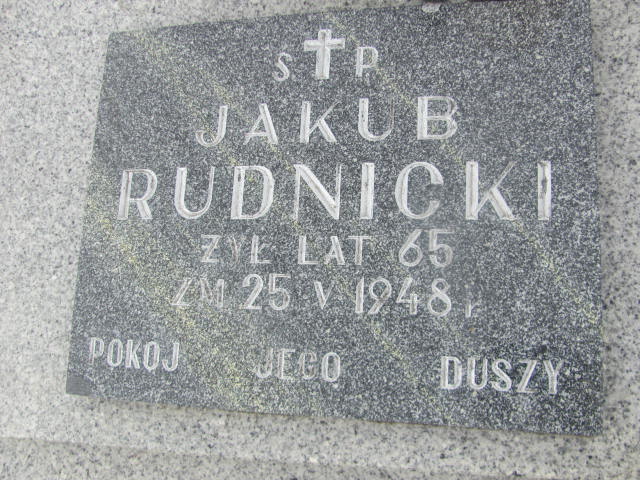 S P
JAKUB
RUDNICKI
ŻYŁ LAT 65
ZM 25 V 1948 R
POKÓJ JEGO DUSZY